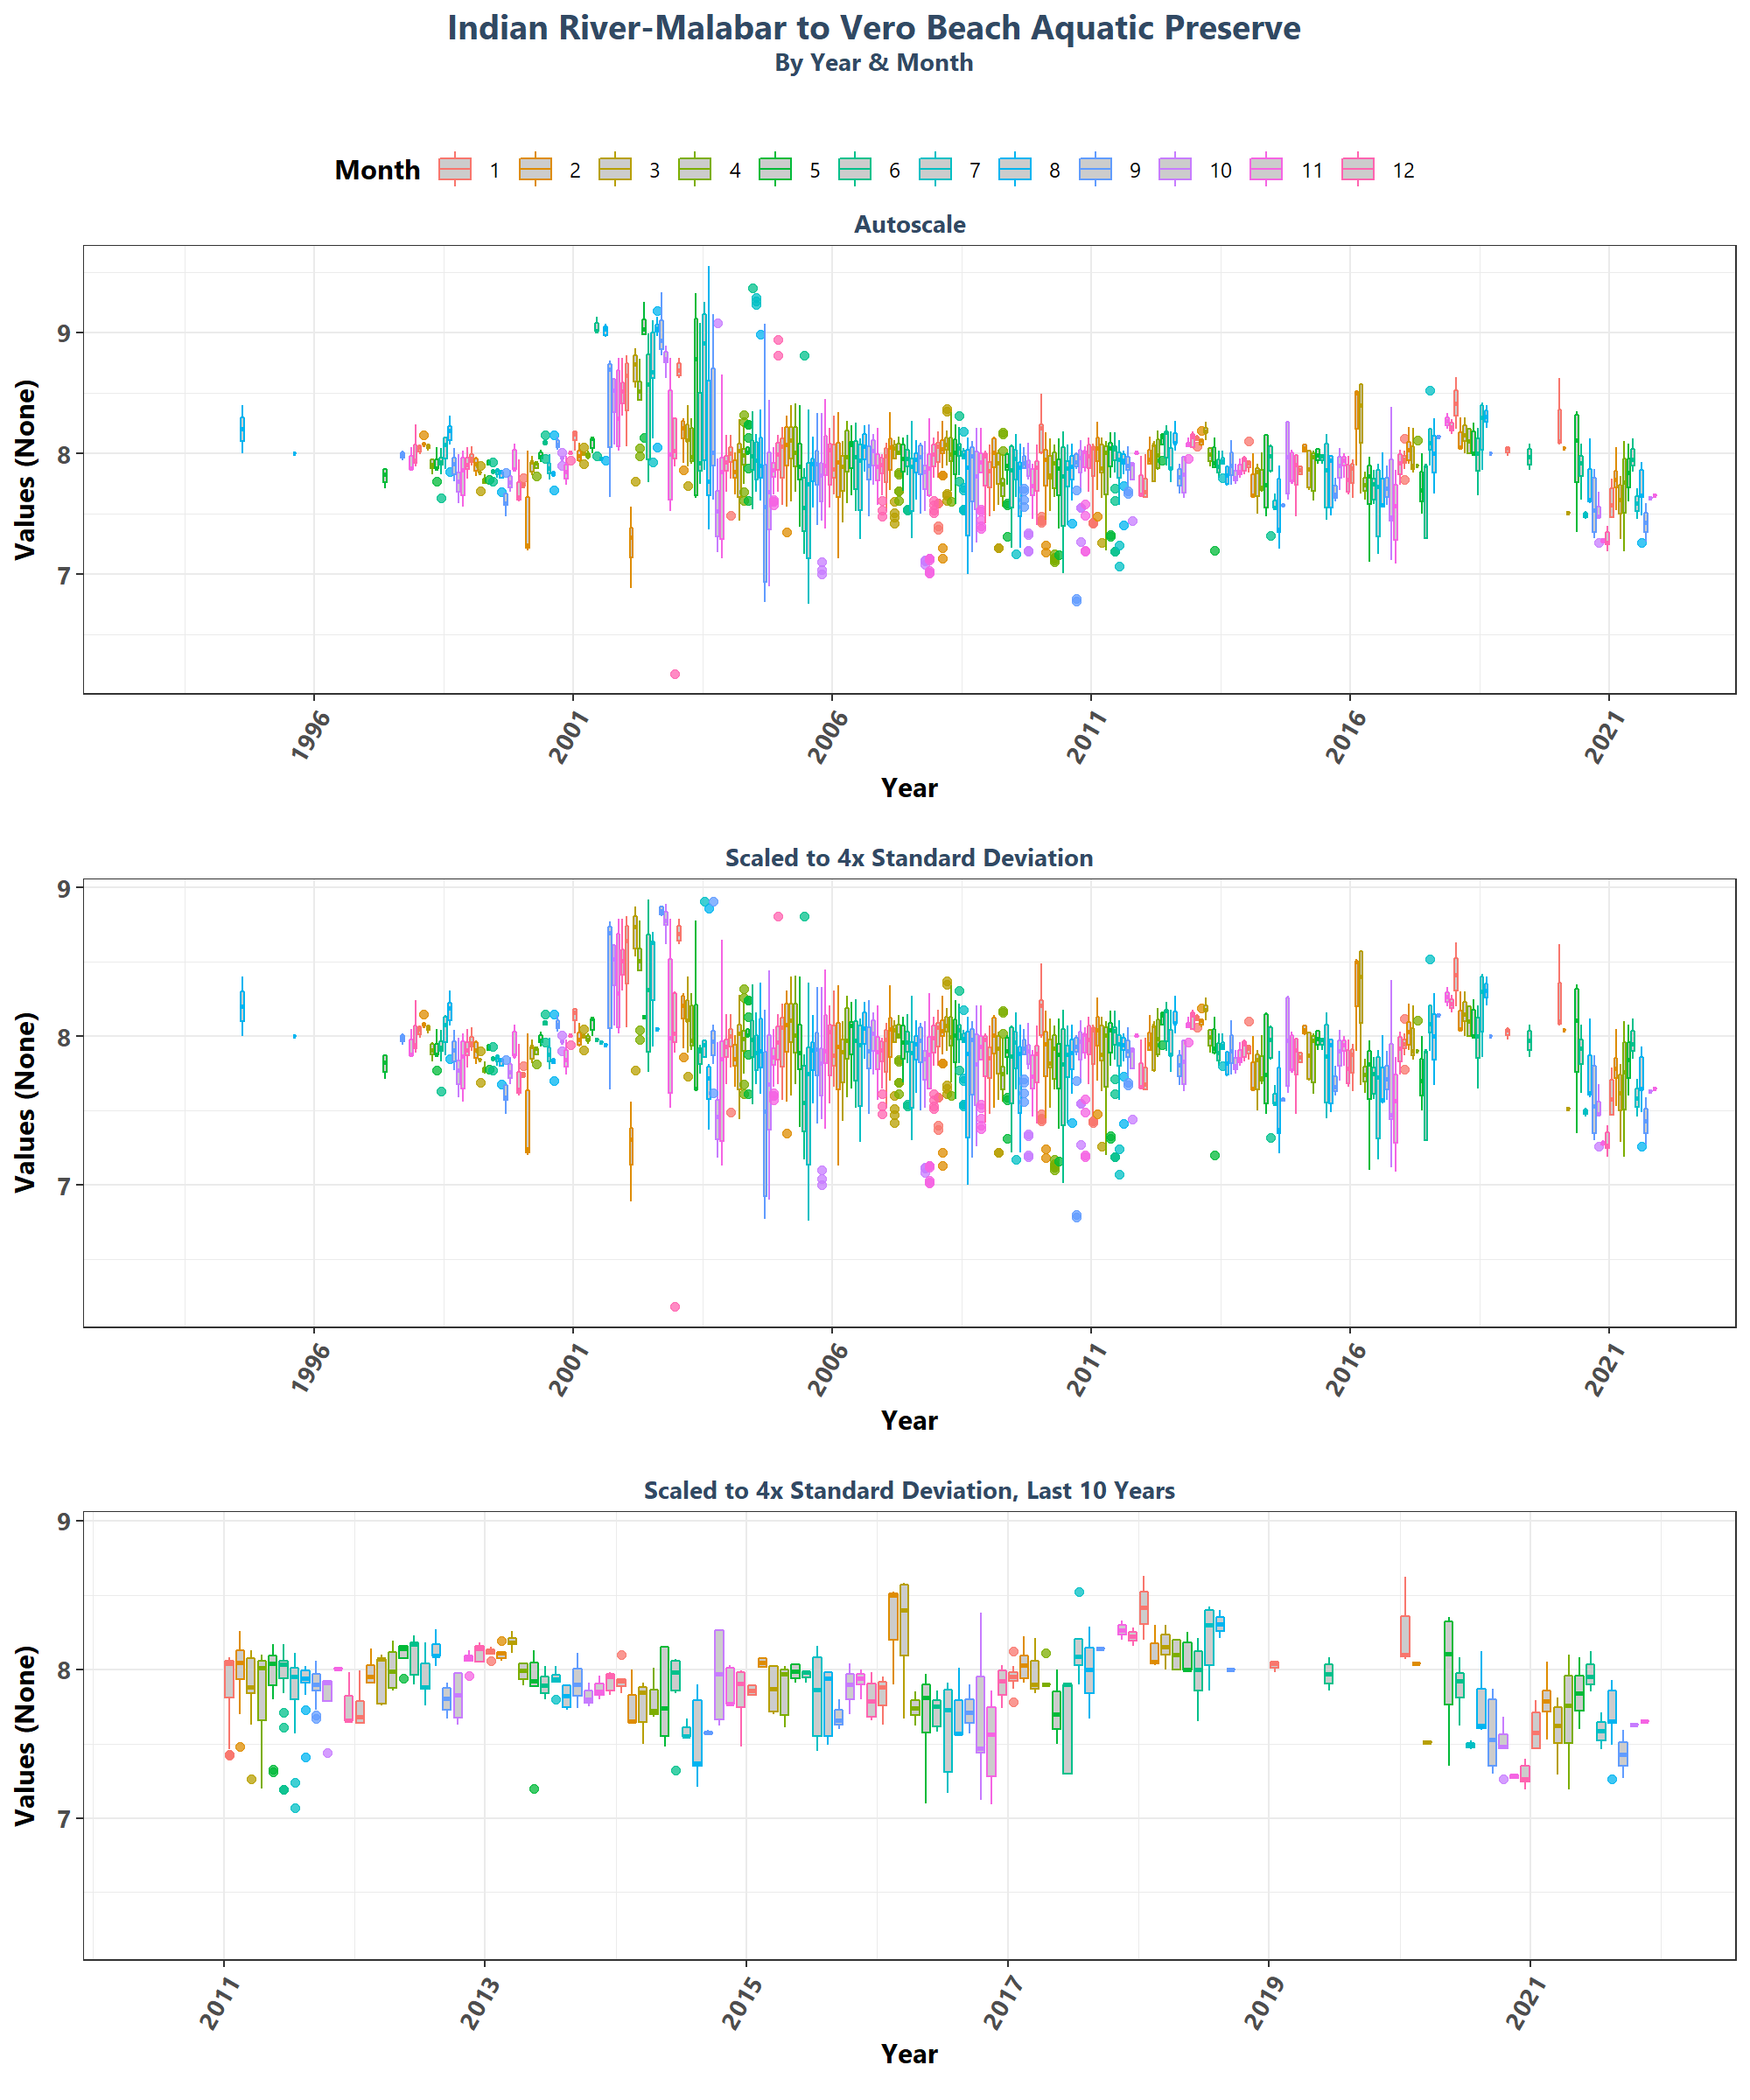 Indian River-Malabar to Vero Beach Aquatic Preserve
By Year & Month
Month 1 2 3 4 5 6 7 8 9 10 11 12
Autoscale
Values (None)
9
8
7
1996 2001 2006 2011 2016 2021
Year
Scaled to 4x Standard Deviation
Values (None)
9
8
7
1996 2001 2006 2011 2016 2021
Year
Scaled to 4x Standard Deviation, Last 10 Years
Values (None)
9
8
7
2011 2013 2015 2017 2019 2021
Year